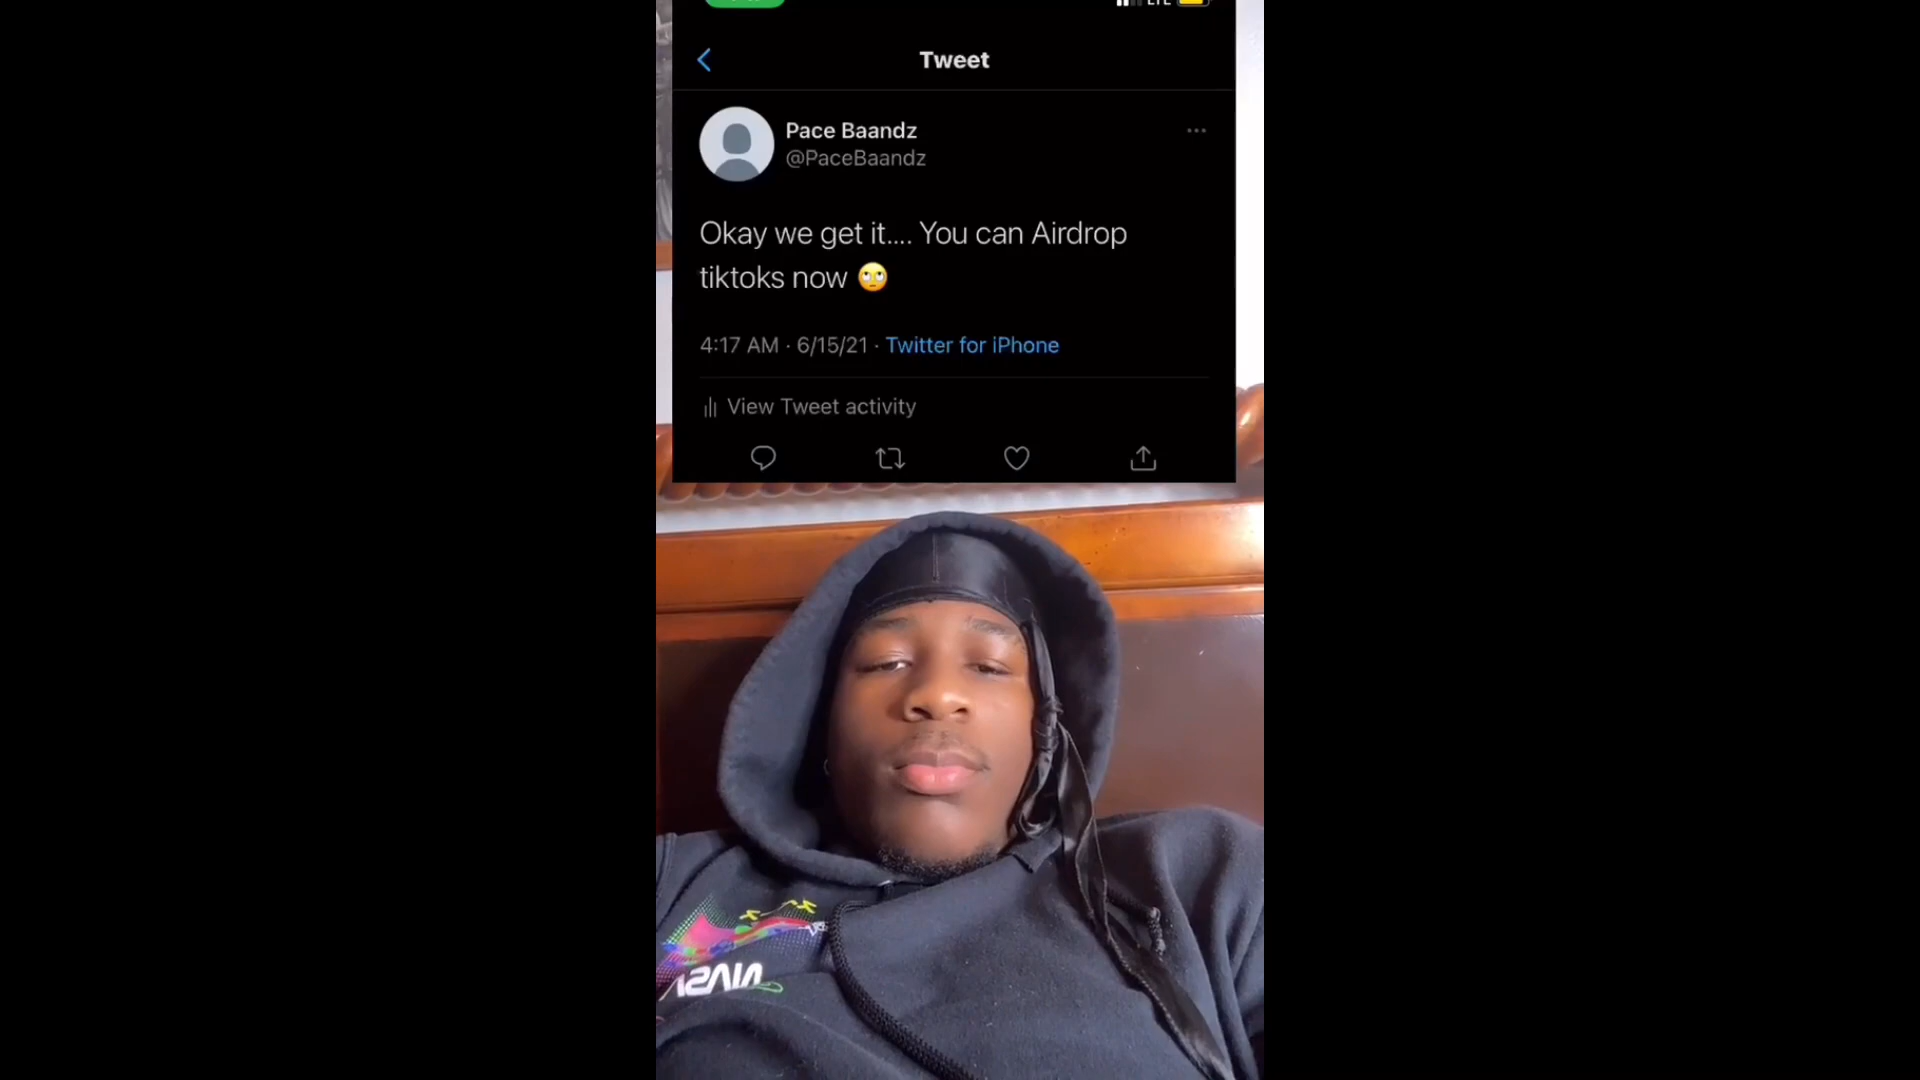 Tweet
Pace Baandz
@PaceBaandz
Okay we get it.... You can Airdrop
tiktoks now 🙄
4:17 AM · 6/15/21 · Twitter for iPhone
View Tweet activity